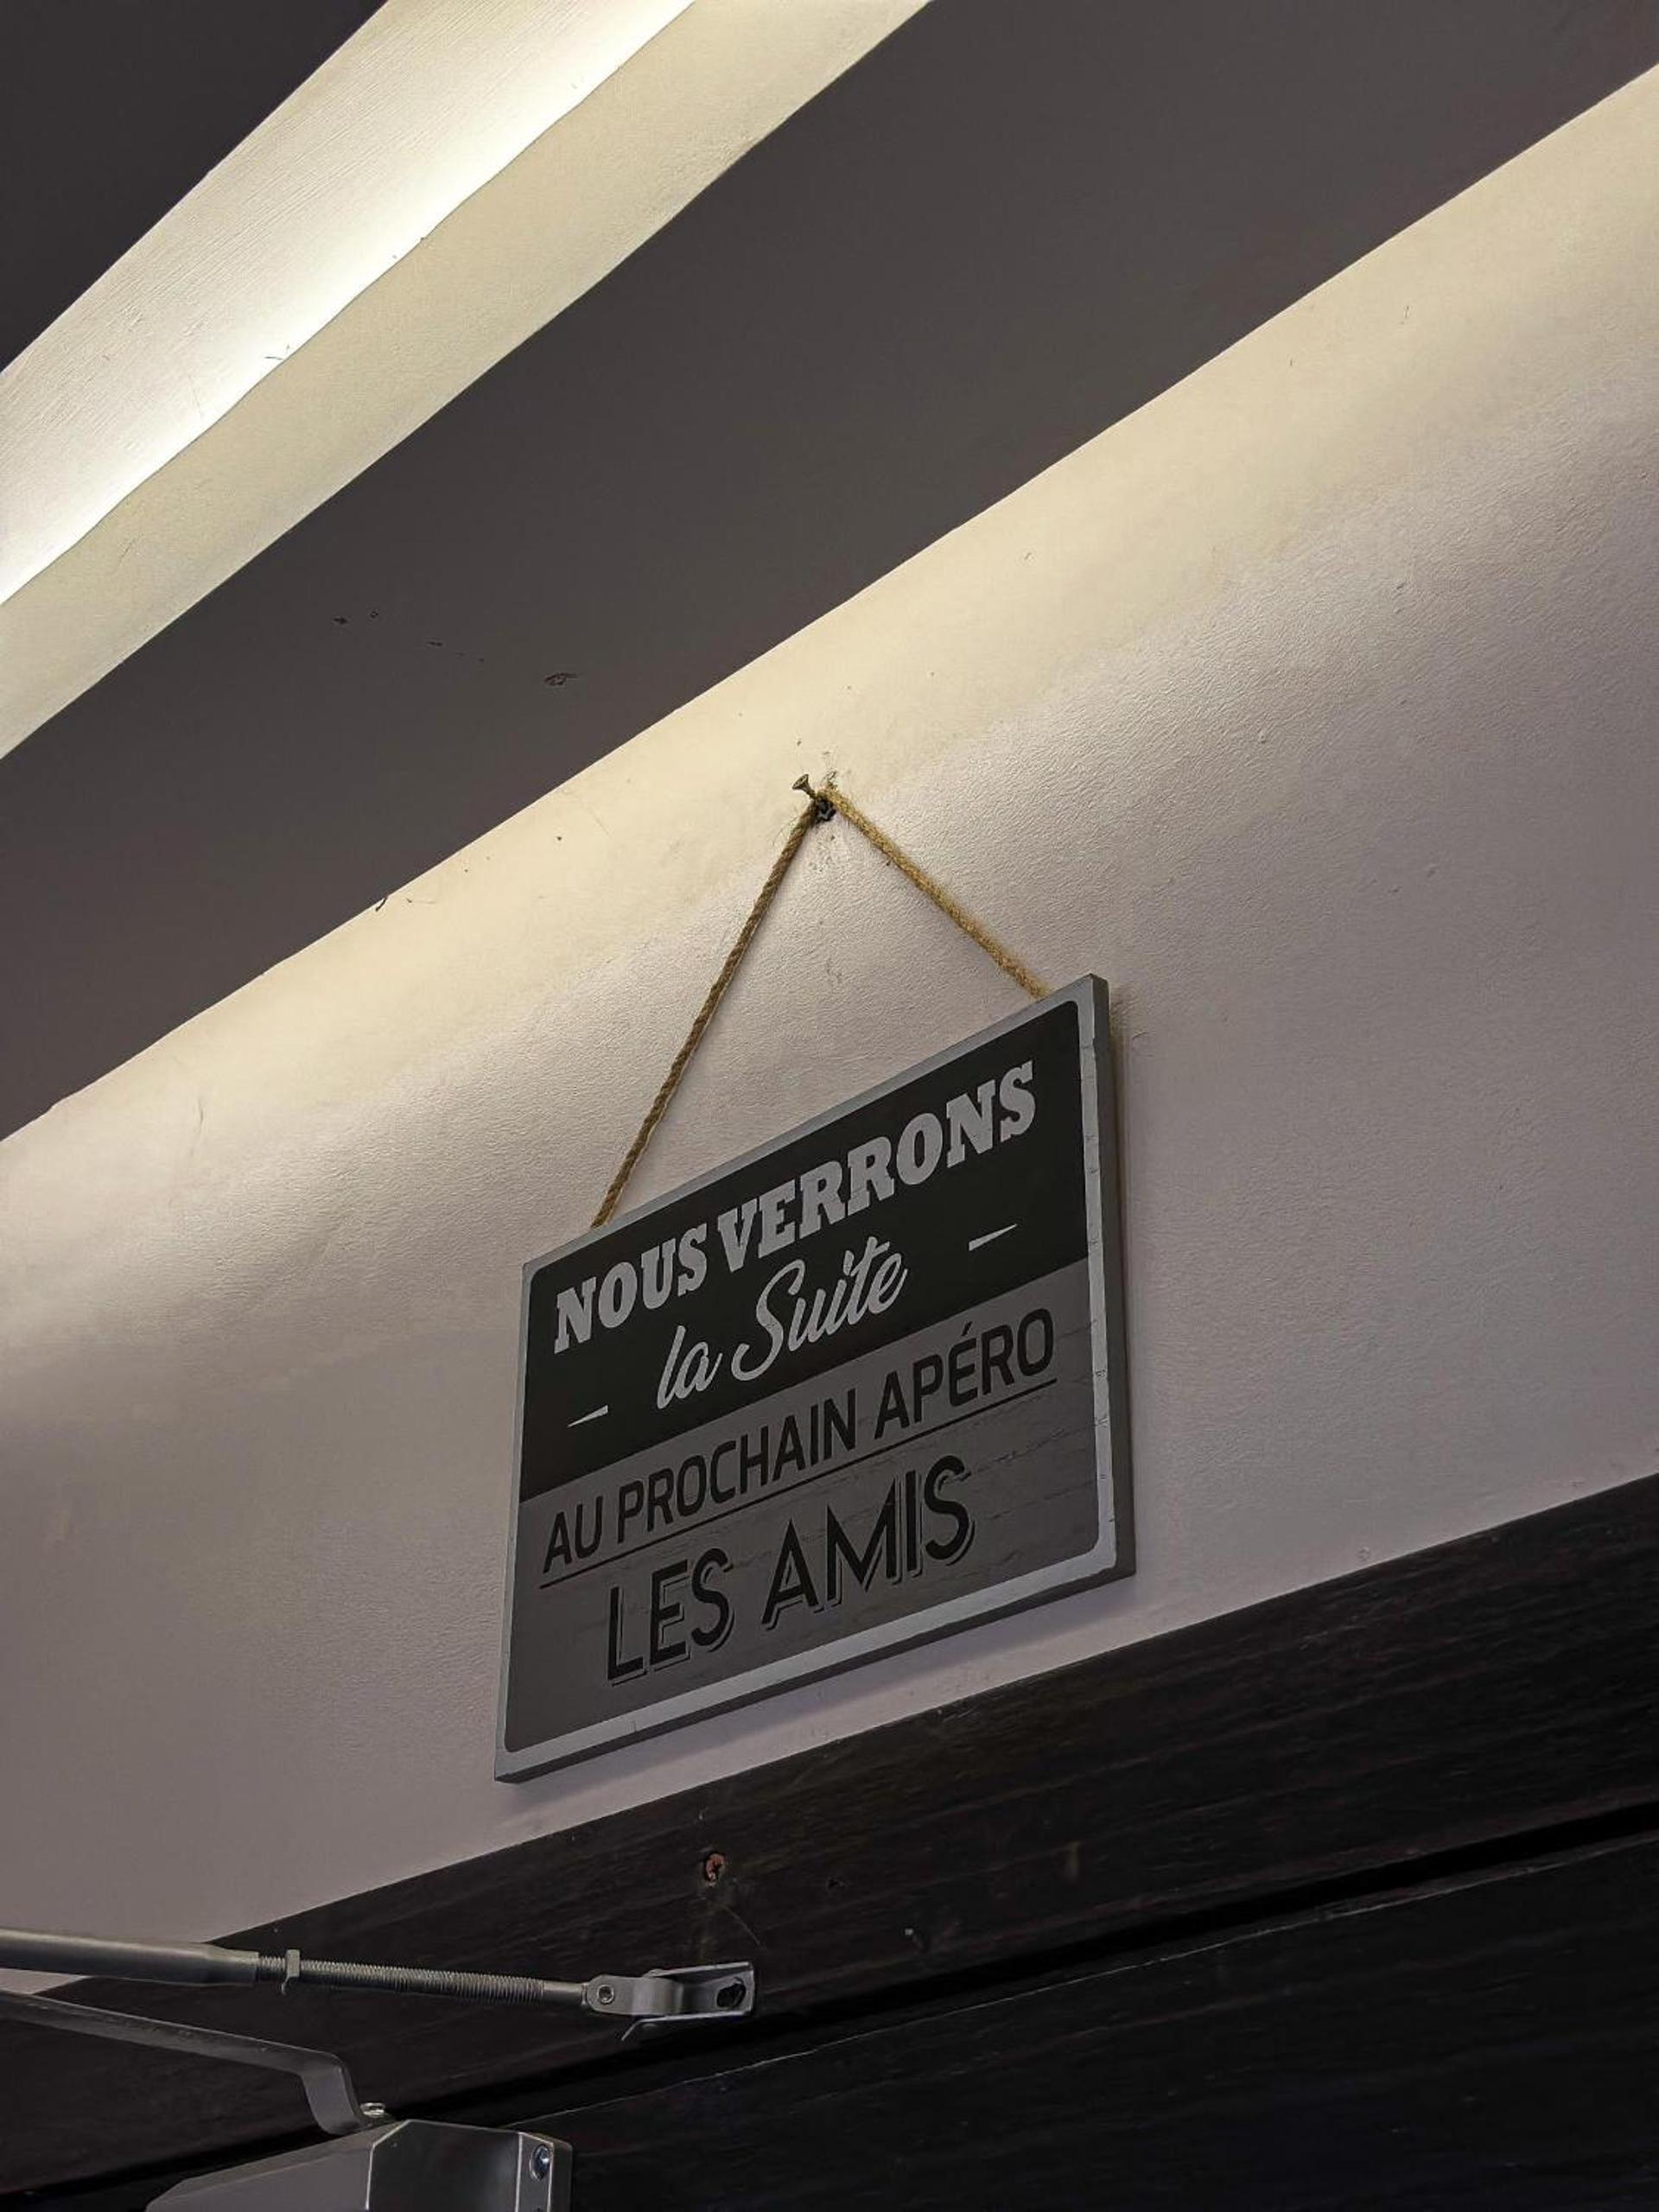 NOUS VERRONS
— la Suite —
AU PROCHAIN APÉRO
LES AMIS